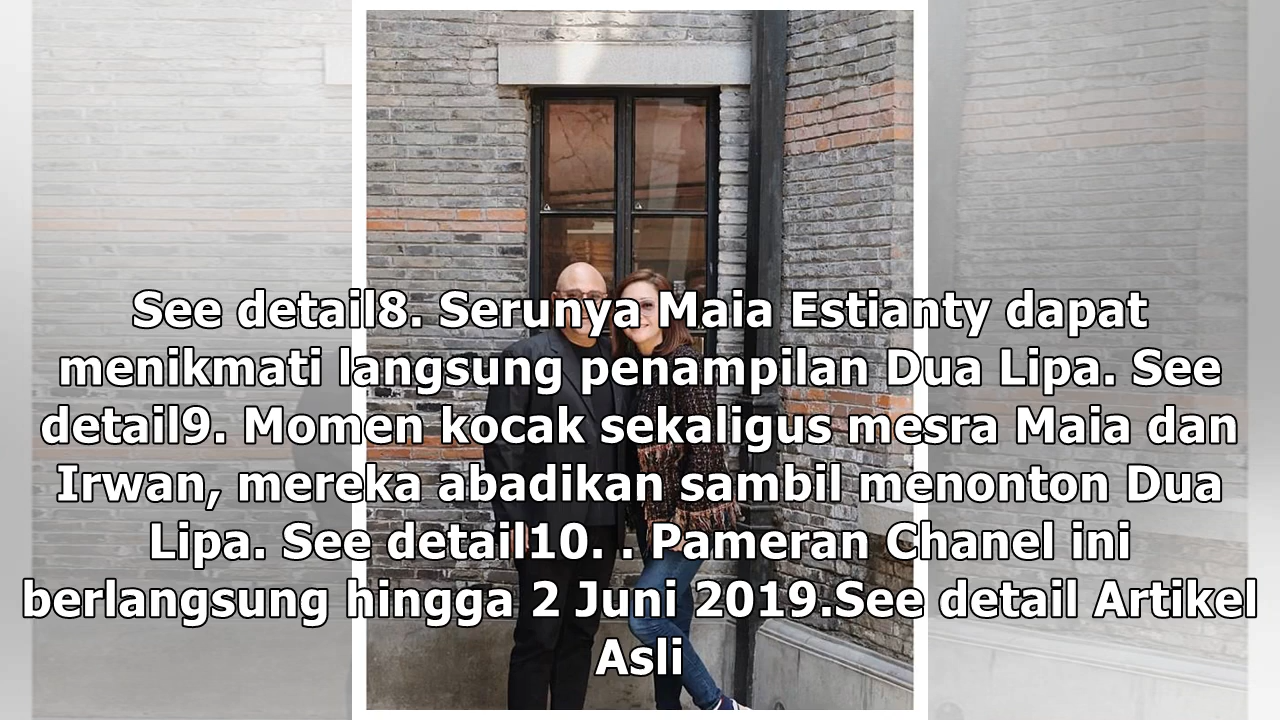 See detail8. Serunya Maia Estianty dapat
menikmati langsung penampilan Dua Lipa. See
detail9. Momen kocak sekaligus mesra Maia dan
Irwan, mereka abadikan sambil menonton Dua
Lipa. See detail10. . Pameran Chanel ini
berlangsung hingga 2 Juni 2019.See detail Artikel
Asli